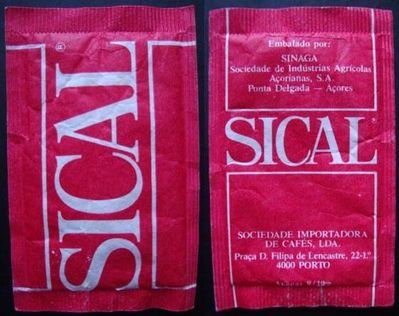 SICAL
®
Embalado por:
SINAGA
Sociedade de Indústrias Agrícolas
Açorianas, S.A.
Ponta Delgada — Açores
SICAL
SOCIEDADE IMPORTADORA
DE CAFÉS, LDA.
Praça D. Filipa de Lencastre, 22-1.º
4000 PORTO